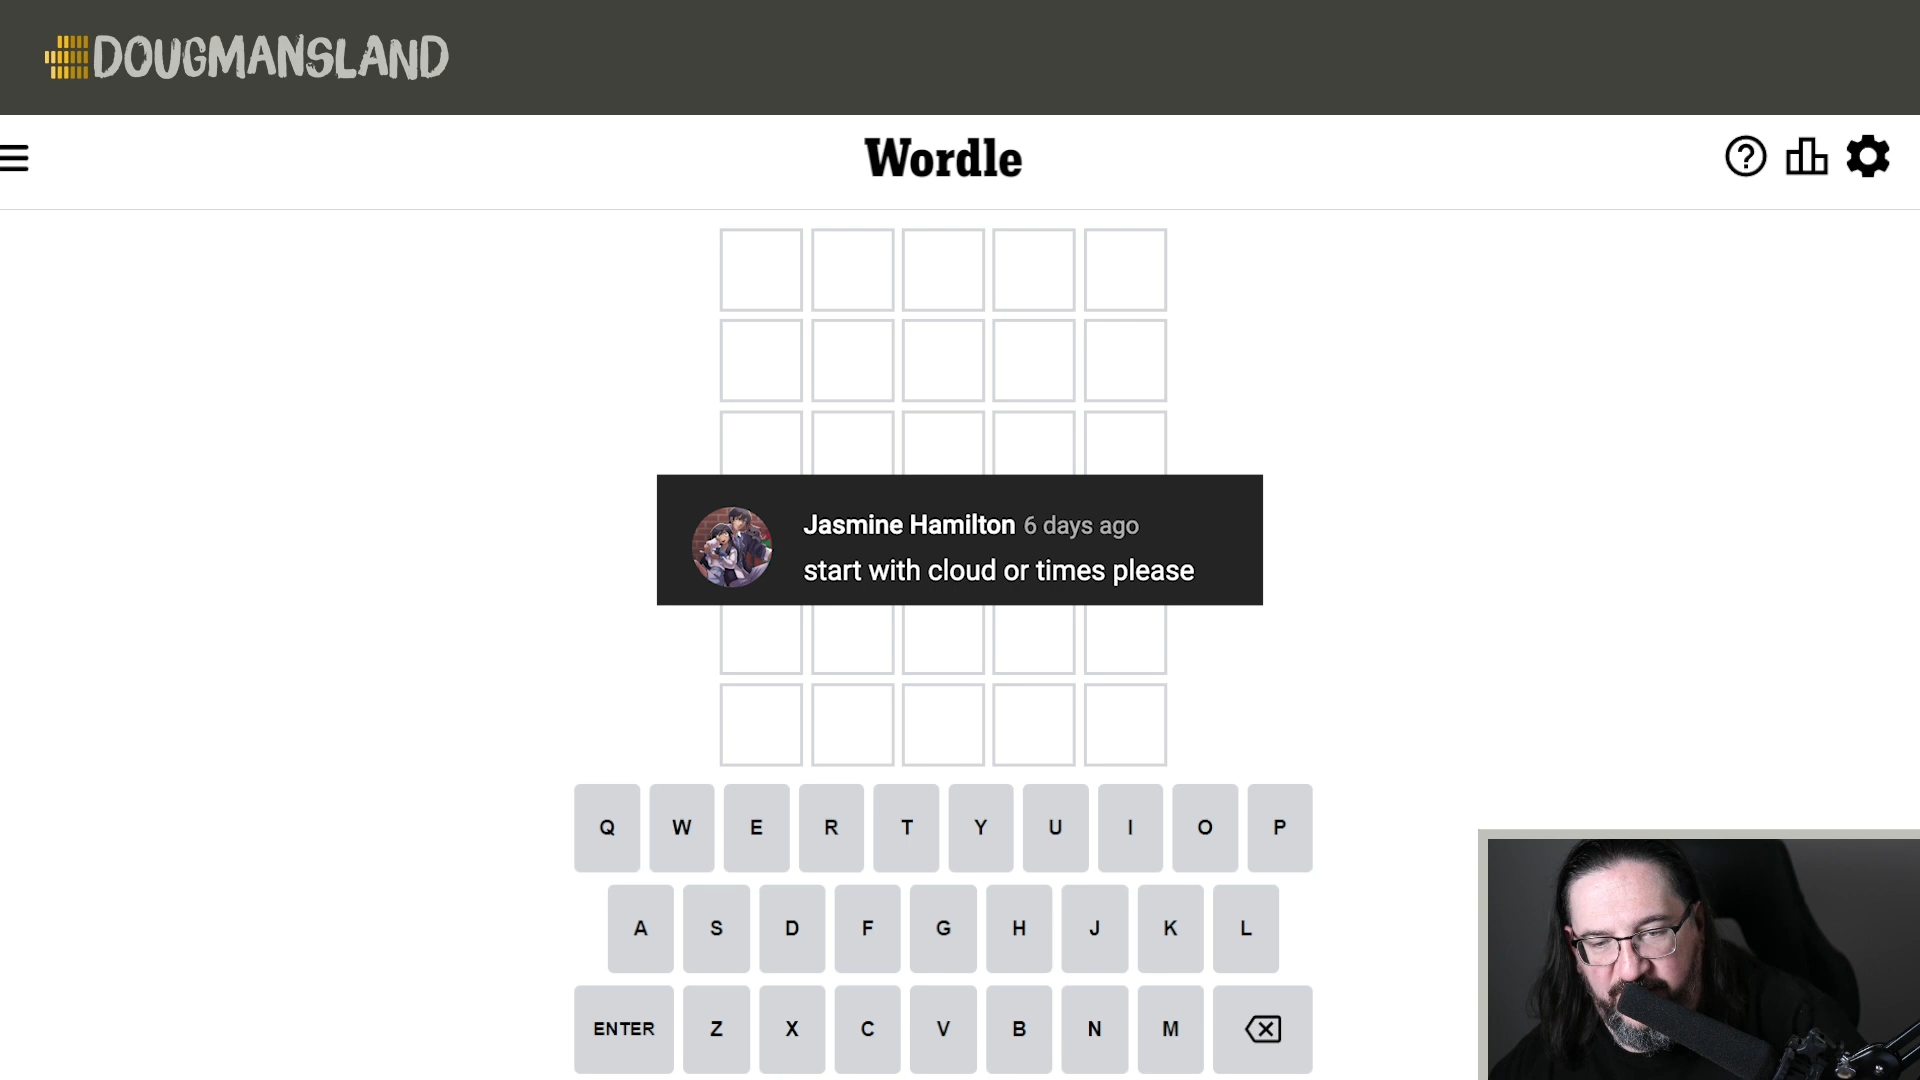 DOUGMANSLAND
Wordle
Jasmine Hamilton 6 days ago
start with cloud or times please
Q W E R T Y U I O P
A S D F G H J K L
ENTER Z X C V B N M